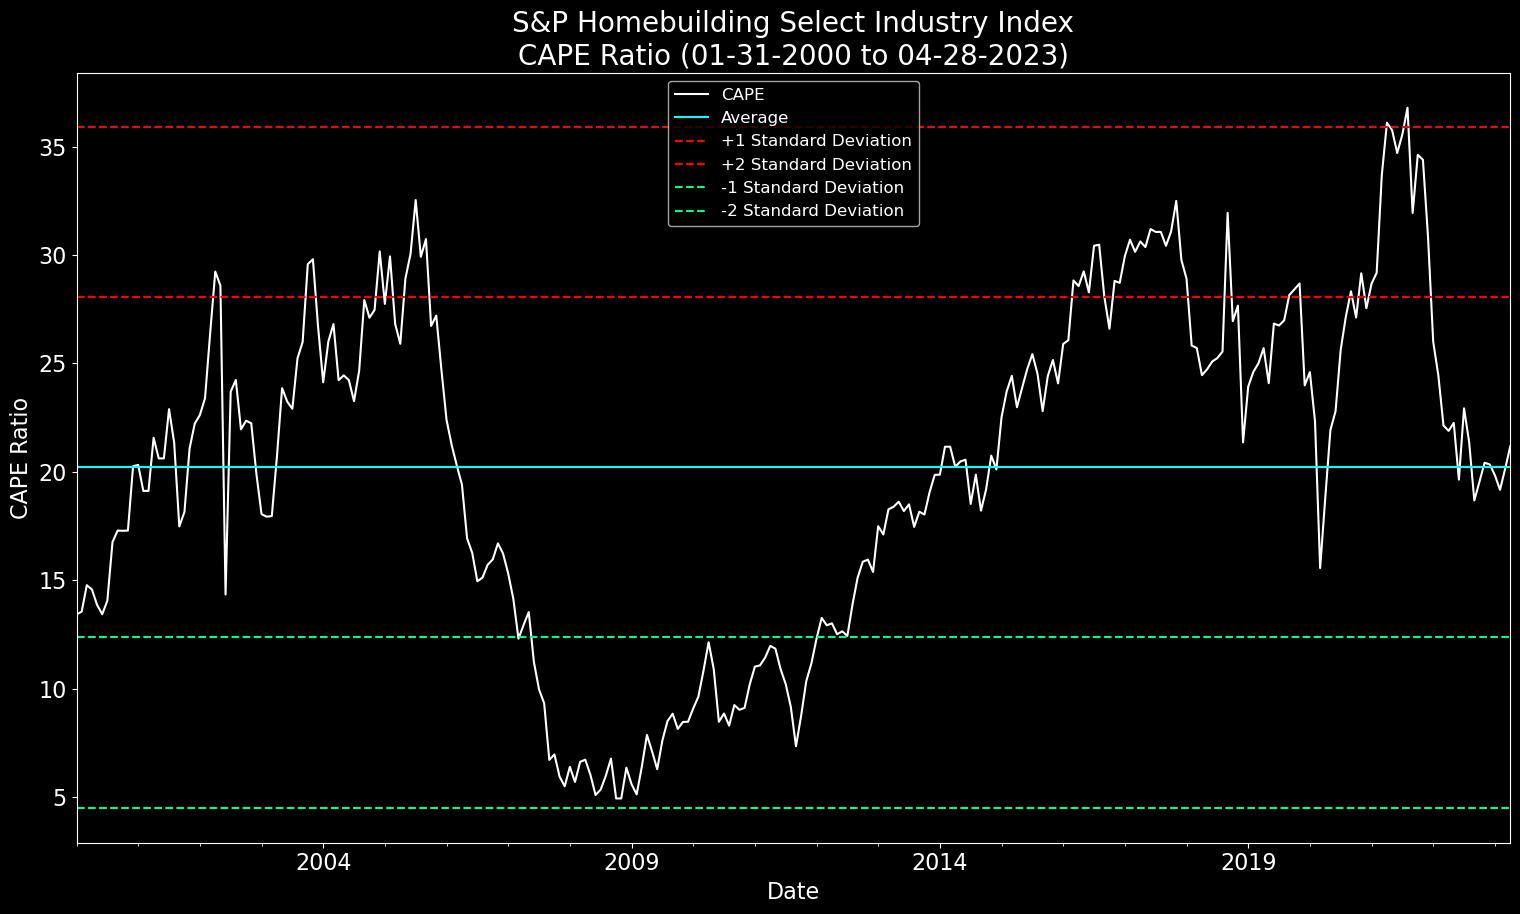 S&P Homebuilding Select Industry Index
CAPE Ratio (01-31-2000 to 04-28-2023)
CAPE
Average
+1 Standard Deviation
+2 Standard Deviation
-1 Standard Deviation
-2 Standard Deviation
35
30
25
20
15
10
5
CAPE Ratio
2004 2009 2014 2019
Date